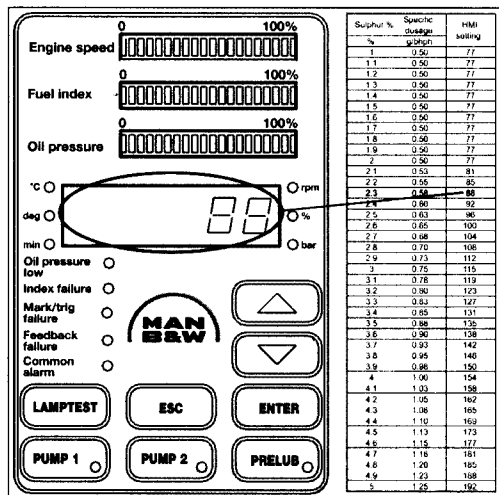 0 100%
Engine speed
0 100%
Fuel index
0 100%
Oil pressure
°C rpm
deg 88 %
min bar
Oil pressure
low
Index failure
Mark/trig
failure
Feedback
failure
Common
alarm
MAN
B&W
LAMPTEST ESC ENTER
PUMP 1 PUMP 2 PRELUB
Sulphur % Specific dosage HMI setting
% g/bhph
1 0.50 77
1.1 0.50 77
1.2 0.50 77
1.3 0.50 77
1.4 0.50 77
1.5 0.50 77
1.6 0.50 77
1.7 0.50 77
1.8 0.50 77
1.9 0.50 77
2 0.50 77
2.1 0.53 81
2.2 0.55 85
2.3 0.58 88
2.4 0.60 92
2.5 0.63 96
2.6 0.65 100
2.7 0.68 104
2.8 0.70 108
2.9 0.73 112
3 0.75 115
3.1 0.78 119
3.2 0.80 123
3.3 0.83 127
3.4 0.85 131
3.5 0.88 135
3.6 0.90 138
3.7 0.93 142
3.8 0.95 146
3.9 0.98 150
4 1.00 154
4.1 1.03 158
4.2 1.05 162
4.3 1.08 165
4.4 1.10 169
4.5 1.13 173
4.6 1.15 177
4.7 1.18 181
4.8 1.20 185
4.9 1.23 188
5 1.25 192